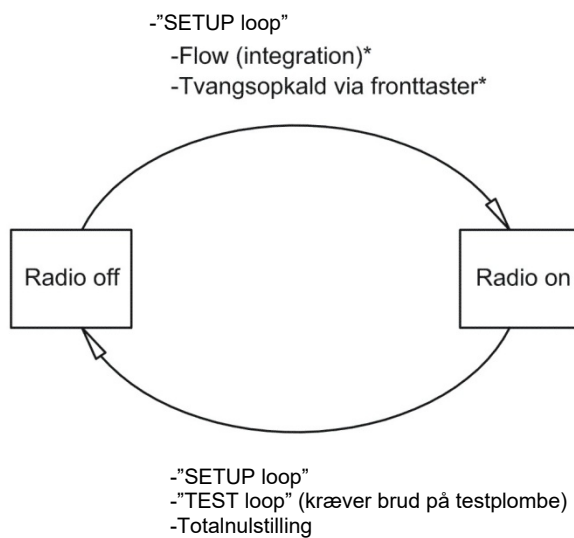 -”SETUP loop”
-Flow (integration)*
-Tvangsopkald via fronttaster*
Radio off
Radio on
-”SETUP loop”
-”TEST loop” (kræver brud på testplombe)
-Totalnulstilling